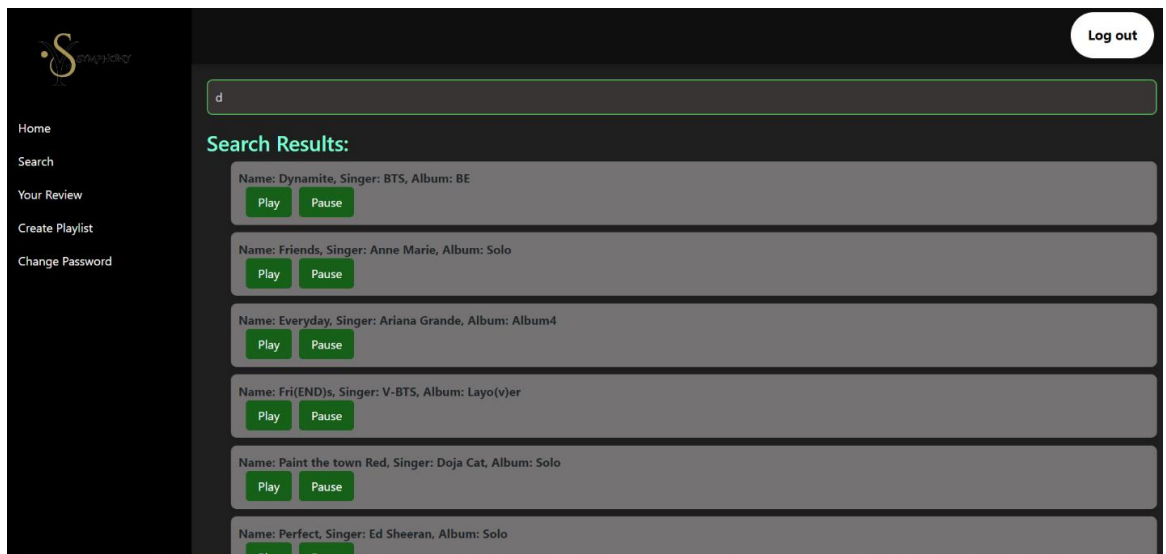 SYMPHONY
Log out
d
Home
Search
Your Review
Create Playlist
Change Password
Search Results:
Name: Dynamite, Singer: BTS, Album: BE
Play Pause
Name: Friends, Singer: Anne Marie, Album: Solo
Play Pause
Name: Everyday, Singer: Ariana Grande, Album: Album4
Play Pause
Name: Fri(END)s, Singer: V-BTS, Album: Layo(v)er
Play Pause
Name: Paint the town Red, Singer: Doja Cat, Album: Solo
Play Pause
Name: Perfect, Singer: Ed Sheeran, Album: Solo